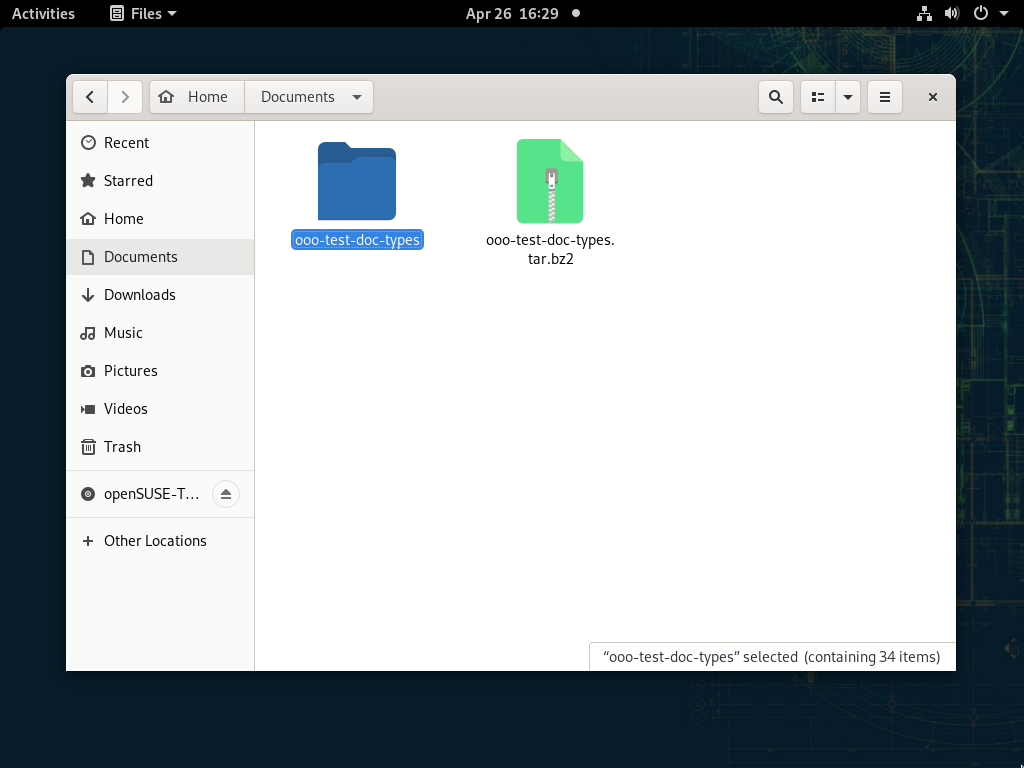 Activities
Files
Apr 26 16:29
Home
Documents
Recent
Starred
Home
Documents
Downloads
Music
Pictures
Videos
Trash
openSUSE-T…
Other Locations
ooo-test-doc-types
ooo-test-doc-types.
tar.bz2
“ooo-test-doc-types” selected (containing 34 items)